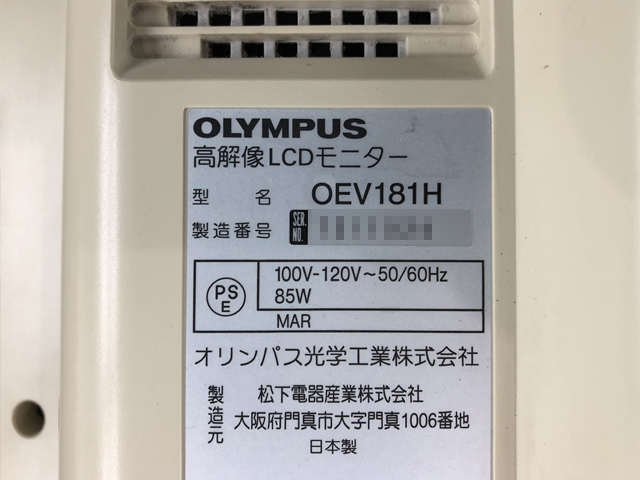 OLYMPUS
高解像LCDモニター
型 名 OEV181H
製造番号 SER. NO.
PS E
100V-120V～50/60Hz
85W
MAR
オリンパス光学工業株式会社
製造元
松下電器産業株式会社
大阪府門真市大字門真1006番地
日本製